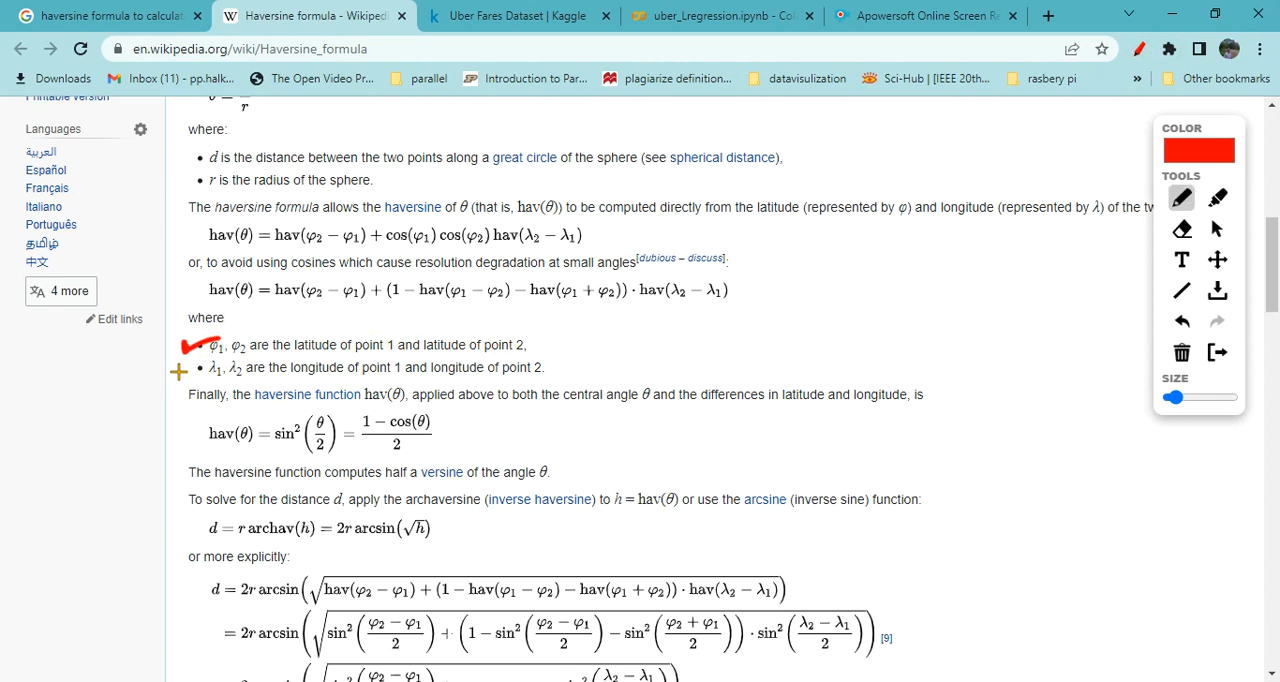 haversine formula to calculat
Haversine formula - Wikipedi
Uber Fares Dataset | Kaggle
uber_Lregression.ipynb - Col
Apowersoft Online Screen Re
en.wikipedia.org/wiki/Haversine_formula
Downloads
Inbox (11) - pp.halk...
The Open Video Pr...
parallel
Introduction to Par...
plagiarize definition...
datavisulization
Sci-Hub | [IEEE 20th...
rasbery pi
»
Other bookmarks
Printable version
Languages
العربية
Español
Français
Italiano
Português
தமிழ்
中文
4 more
Edit links
r
where:
• d is the distance between the two points along a great circle of the sphere (see spherical distance),
• r is the radius of the sphere.
The haversine formula allows the haversine of θ (that is, hav(θ)) to be computed directly from the latitude (represented by φ) and longitude (represented by λ) of the tw
hav(θ) = hav(φ₂ − φ₁) + cos(φ₁) cos(φ₂) hav(λ₂ − λ₁)
or, to avoid using cosines which cause resolution degradation at small angles[dubious – discuss]:
hav(θ) = hav(φ₂ − φ₁) + (1 − hav(φ₁ − φ₂) − hav(φ₁ + φ₂)) · hav(λ₂ − λ₁)
where
• φ₁, φ₂ are the latitude of point 1 and latitude of point 2,
• λ₁, λ₂ are the longitude of point 1 and longitude of point 2.
Finally, the haversine function hav(θ), applied above to both the central angle θ and the differences in latitude and longitude, is
hav(θ) = sin²(θ/2) = (1 − cos(θ))/2
The haversine function computes half a versine of the angle θ.
To solve for the distance d, apply the archaversine (inverse haversine) to h = hav(θ) or use the arcsine (inverse sine) function:
d = r archav(h) = 2r arcsin(√h)
or more explicitly:
d = 2r arcsin(√(hav(φ₂ − φ₁) + (1 − hav(φ₁ − φ₂) − hav(φ₁ + φ₂)) · hav(λ₂ − λ₁)))
= 2r arcsin(√(sin²((φ₂ − φ₁)/2) + (1 − sin²((φ₂ − φ₁)/2) − sin²((φ₂ + φ₁)/2)) · sin²((λ₂ − λ₁)/2))) [9]
φ₂ − φ₁
λ₂ − λ₁
COLOR
TOOLS
T
SIZE